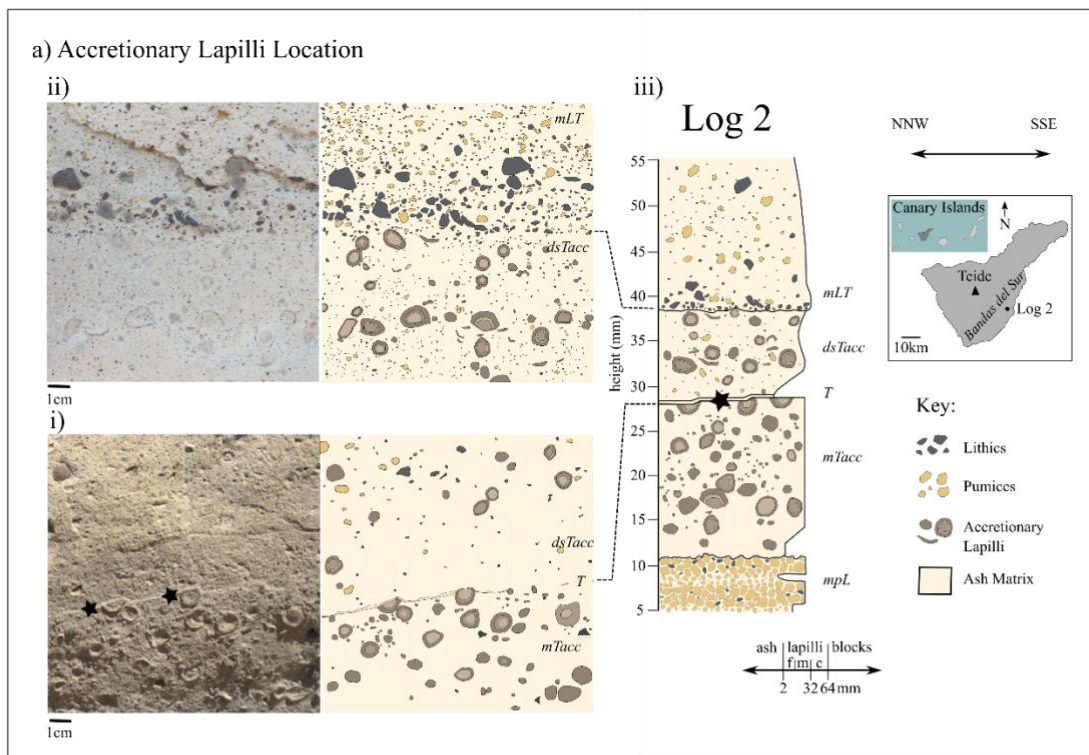 a) Accretionary Lapilli Location
ii)
mLT
dsTacc
1cm
i)
dsTacc
T
mTacc
1cm
iii)
Log 2
55
50
45
40
35
30
25
20
15
10
5
height (mm)
mLT
dsTacc
T
mTacc
mpL
ash lapilli blocks
f m c
2 32 64 mm
NNW SSE
Canary Islands
N
Teide
Bandas del Sur
Log 2
10km
Key:
Lithics
Pumices
Accretionary
Lapilli
Ash Matrix